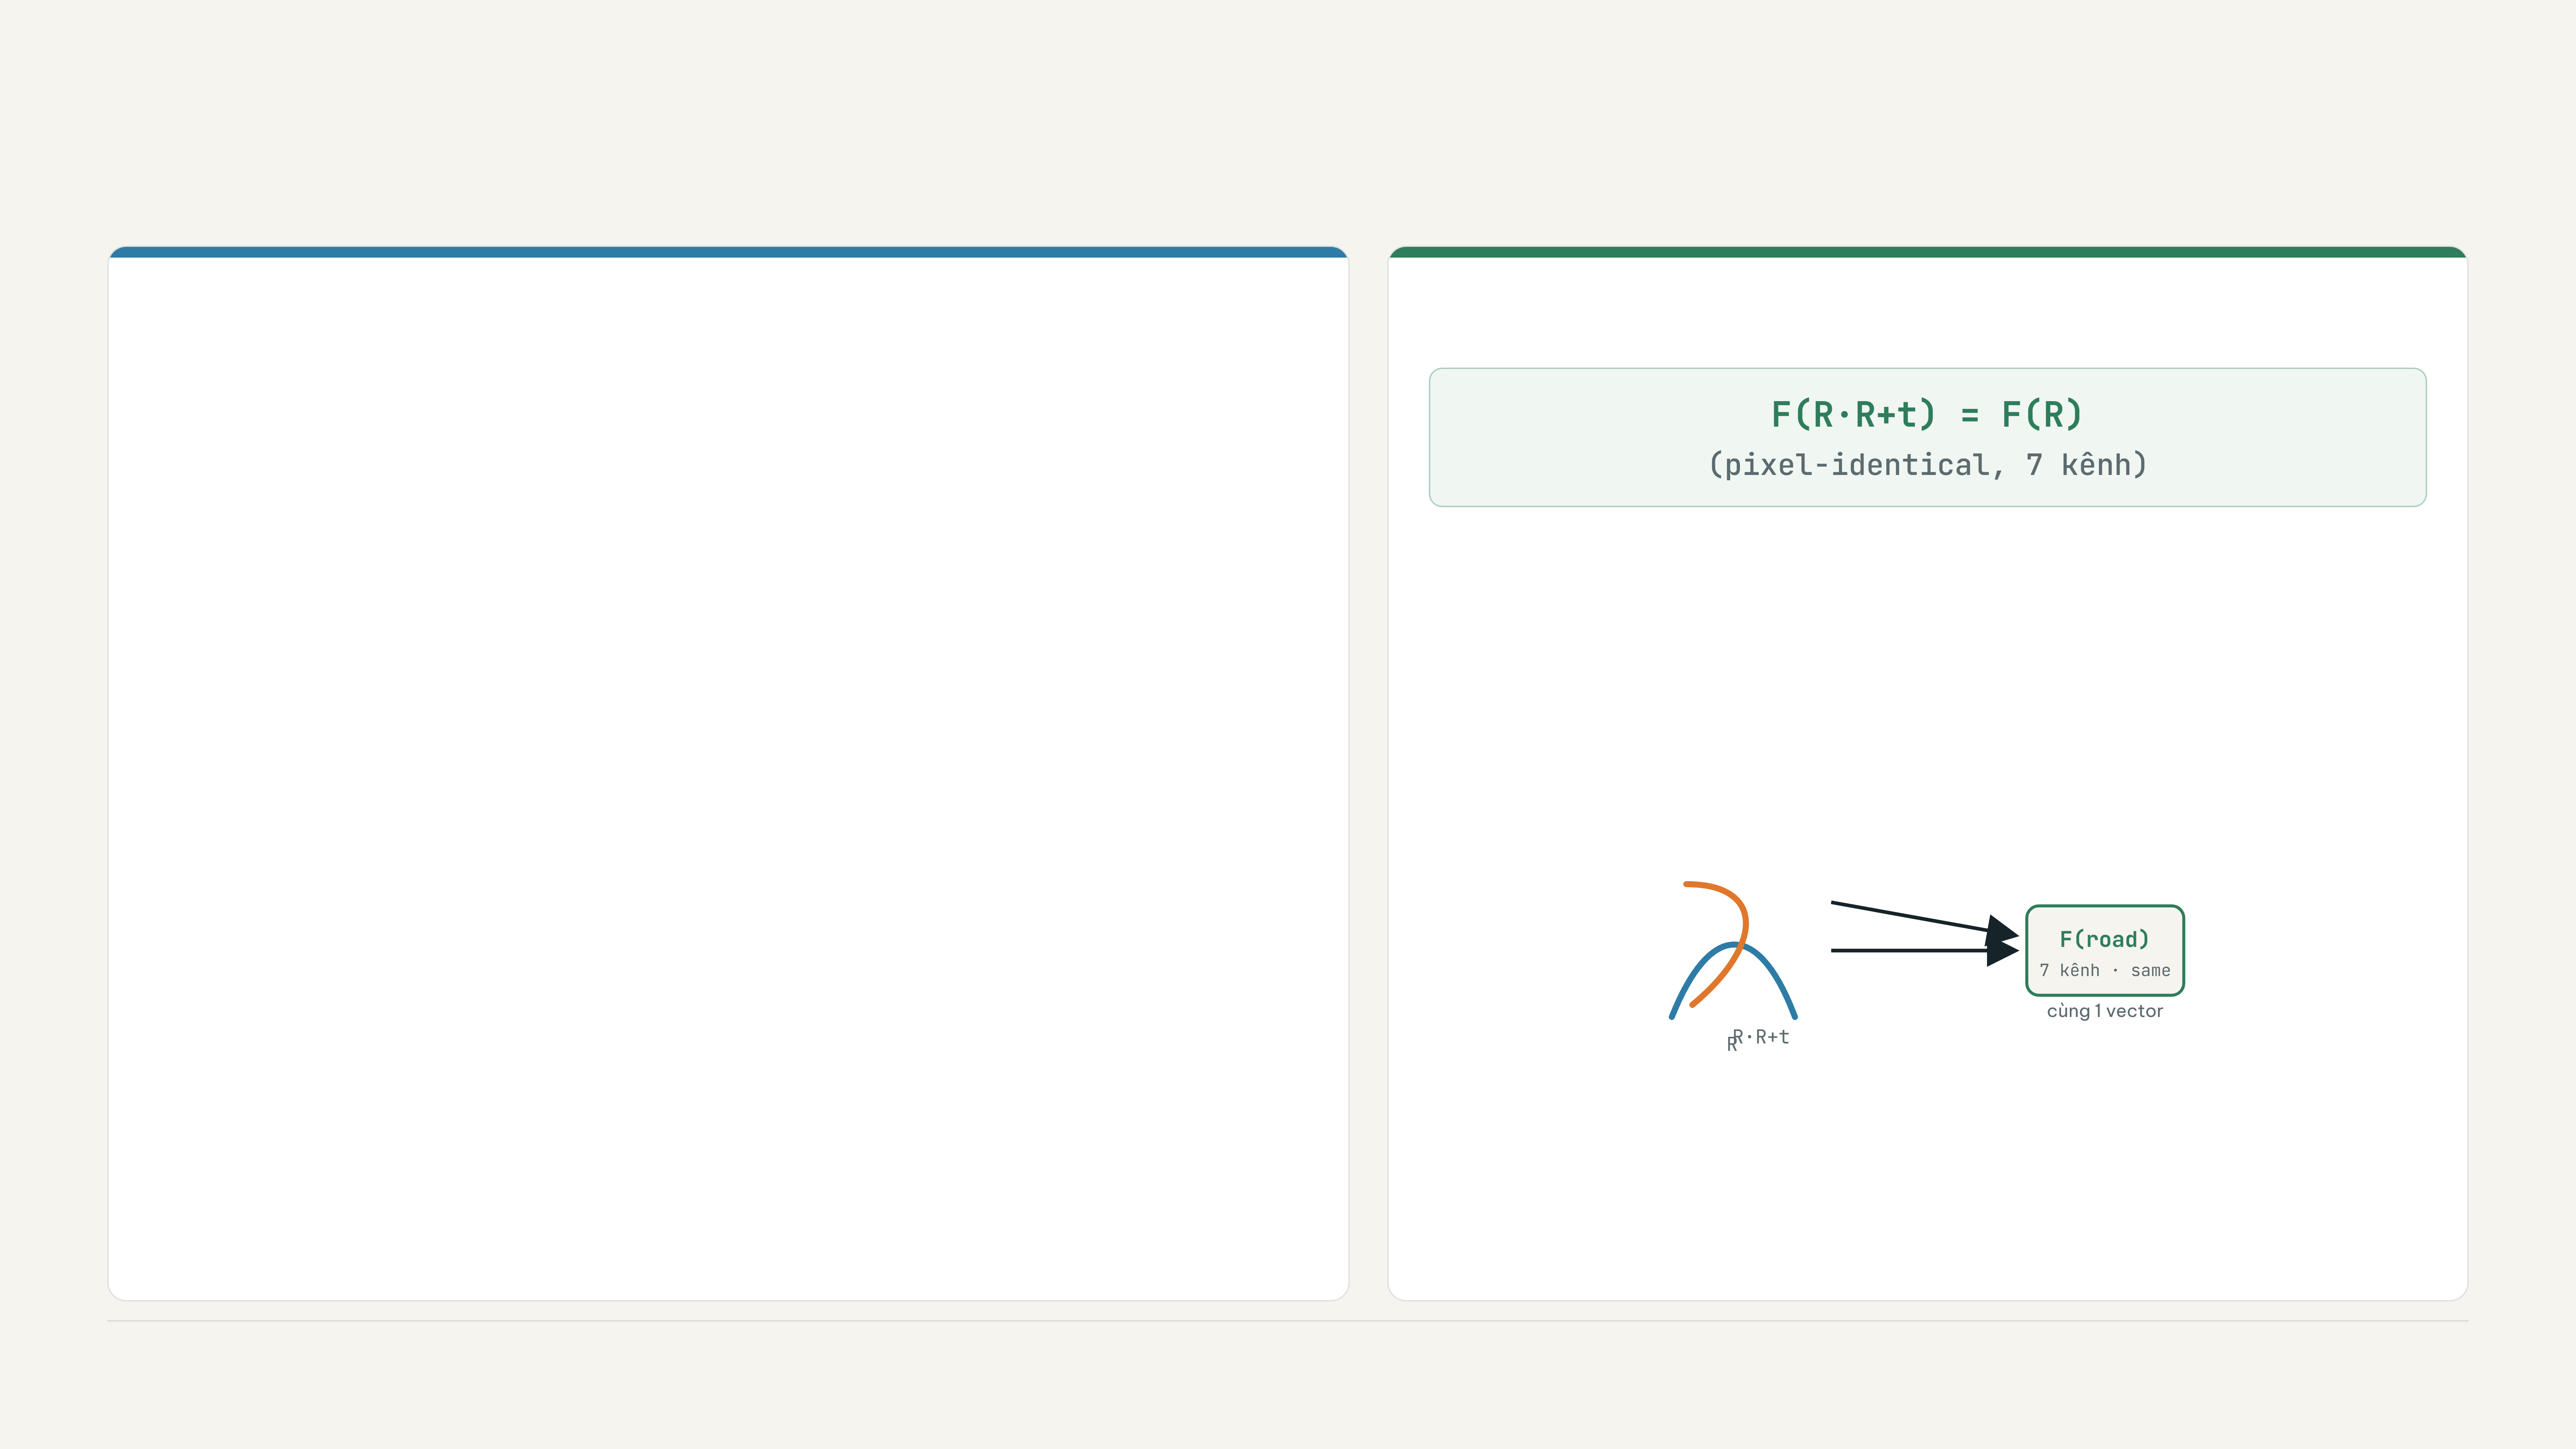 F(R·R+t) = F(R)
(pixel-identical, 7 kênh)
F(road)
7 kênh · same
cùng 1 vector
R·R+t
R